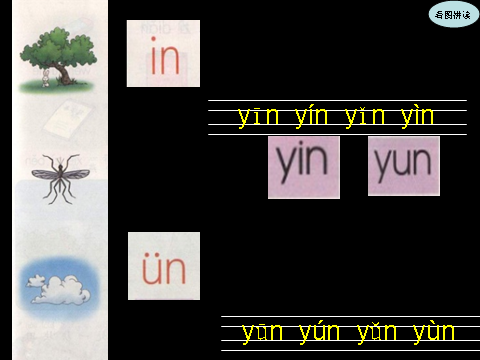 看图拼读
in
yīn yín yǐn yìn
yin yun
ün
yūn yún yǔn yùn